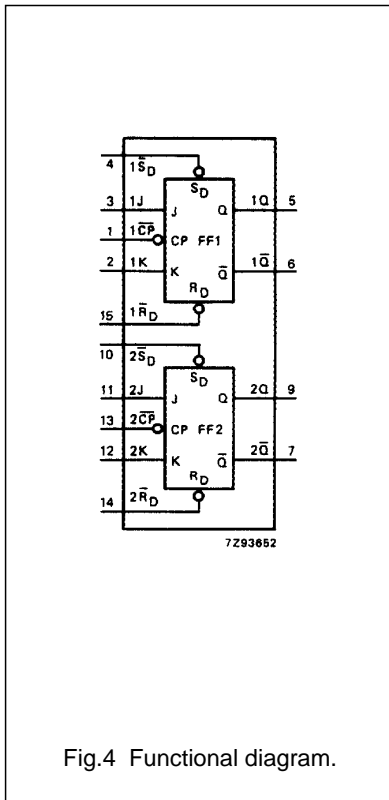 4 1S̅D
SD
3 1J J Q 1Q 5
1 1C̅P̅ CP FF1
2 1K K Q̅ 1Q̅ 6
RD
15 1R̅D
10 2S̅D
SD
11 2J J Q 2Q 9
13 2C̅P̅ CP FF2
12 2K K Q̅ 2Q̅ 7
RD
14 2R̅D
7Z93652
Fig.4 Functional diagram.